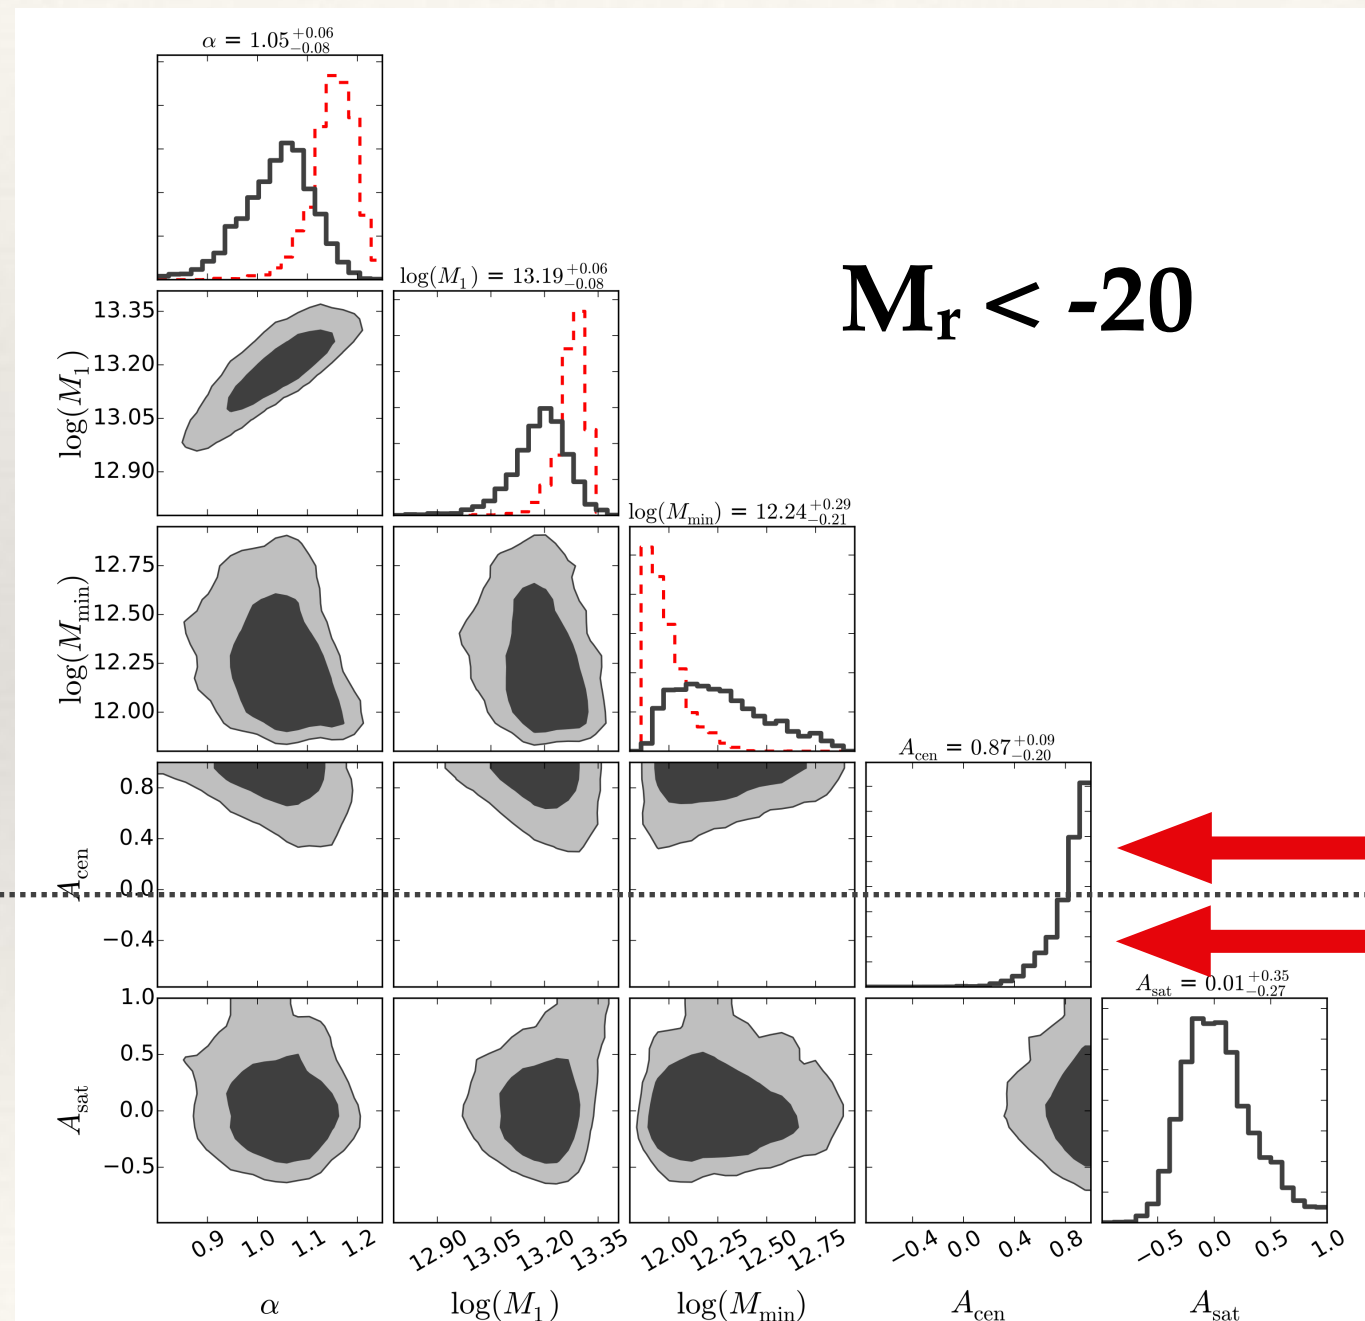 α = 1.05^{+0.06}_{-0.08}
13.35
13.20
13.05
12.90
log(M_1)
log(M_1) = 13.19^{+0.06}_{-0.08}
M_r < -20
12.75
12.50
12.25
12.00
log(M_min)
log(M_min) = 12.24^{+0.29}_{-0.21}
0.8
0.4
0.0
−0.4
A_cen
A_cen = 0.87^{+0.09}_{-0.20}
1.0
0.5
0.0
−0.5
A_sat
A_sat = 0.01^{+0.35}_{-0.27}
0.9 1.0 1.1 1.2 12.90 13.05 13.20 13.35 12.00 12.25 12.50 12.75 −0.4 0.0 0.4 0.8 −0.5 0.0 0.5 1.0
α log(M_1) log(M_min) A_cen A_sat